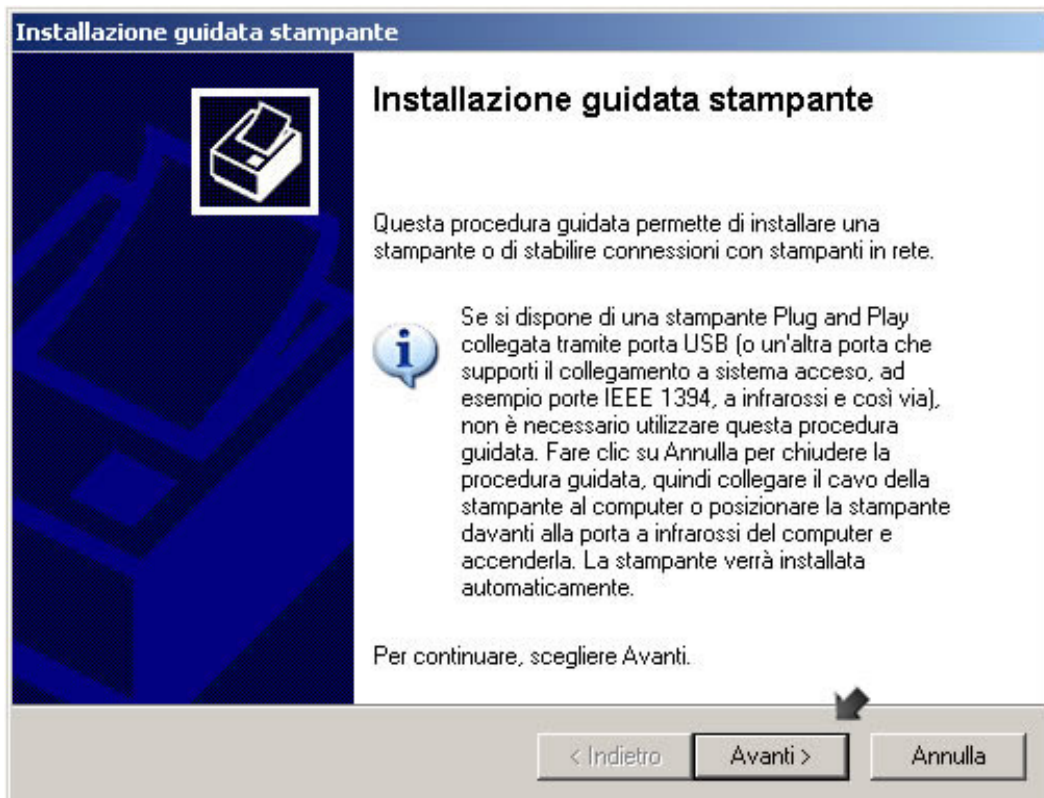 Installazione guidata stampante
Installazione guidata stampante
Questa procedura guidata permette di installare una
stampante o di stabilire connessioni con stampanti in rete.
Se si dispone di una stampante Plug and Play
collegata tramite porta USB (o un'altra porta che
supporti il collegamento a sistema acceso, ad
esempio porte IEEE 1394, a infrarossi e così via),
non è necessario utilizzare questa procedura
guidata. Fare clic su Annulla per chiudere la
procedura guidata, quindi collegare il cavo della
stampante al computer o posizionare la stampante
davanti alla porta a infrarossi del computer e
accenderla. La stampante verrà installata
automaticamente.
Per continuare, scegliere Avanti.
< Indietro
Avanti >
Annulla